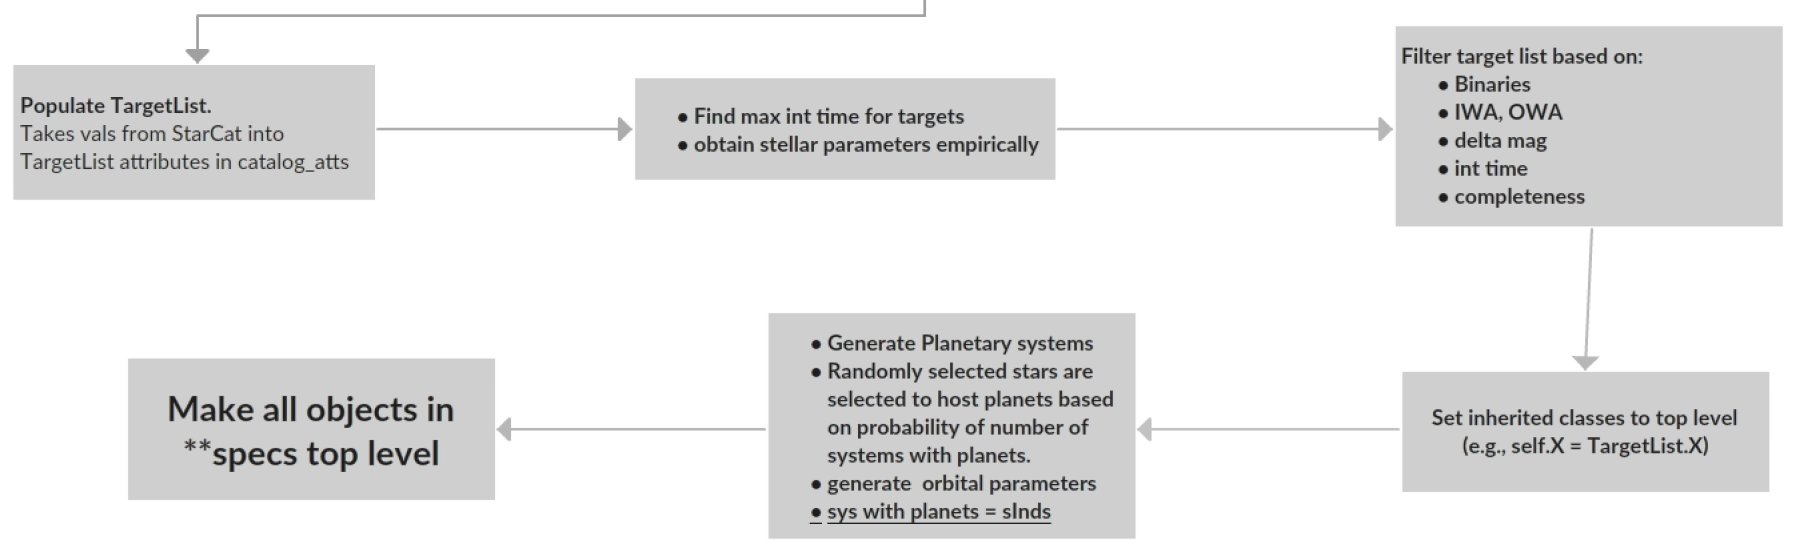 Populate TargetList.
Takes vals from StarCat into
TargetList attributes in catalog_atts
● Find max int time for targets
● obtain stellar parameters empirically
Filter target list based on:
● Binaries
● IWA, OWA
● delta mag
● int time
● completeness
Set inherited classes to top level
(e.g., self.X = TargetList.X)
● Generate Planetary systems
● Randomly selected stars are
selected to host planets based
on probability of number of
systems with planets.
● generate  orbital parameters
● sys with planets = sInds
Make all objects in
**specs top level